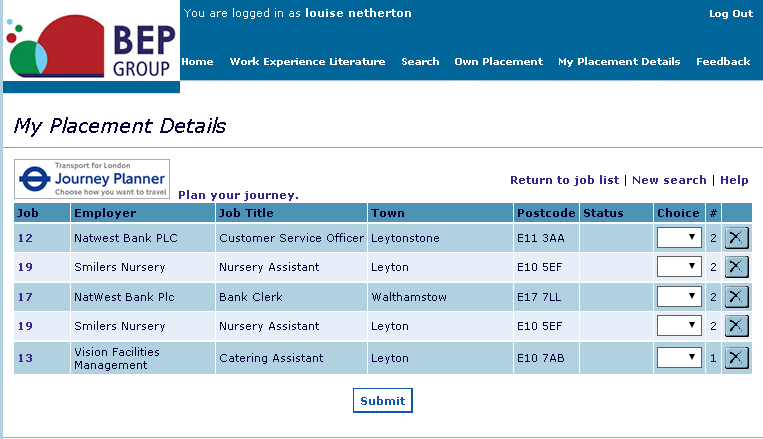 You are logged in as louise netherton
Log Out
BEP
GROUP
Home Work Experience Literature Search Own Placement My Placement Details Feedback
My Placement Details
Transport for London
Journey Planner
Choose how you want to travel
Plan your journey.
Return to job list | New search | Help
Job Employer Job Title Town Postcode Status Choice #
12 Natwest Bank PLC Customer Service Officer Leytonstone E11 3AA 2
19 Smilers Nursery Nursery Assistant Leyton E10 5EF 2
17 NatWest Bank Plc Bank Clerk Walthamstow E17 7LL 2
19 Smilers Nursery Nursery Assistant Leyton E10 5EF 2
13 Vision Facilities Management Catering Assistant Leyton E10 7AB 1
Submit